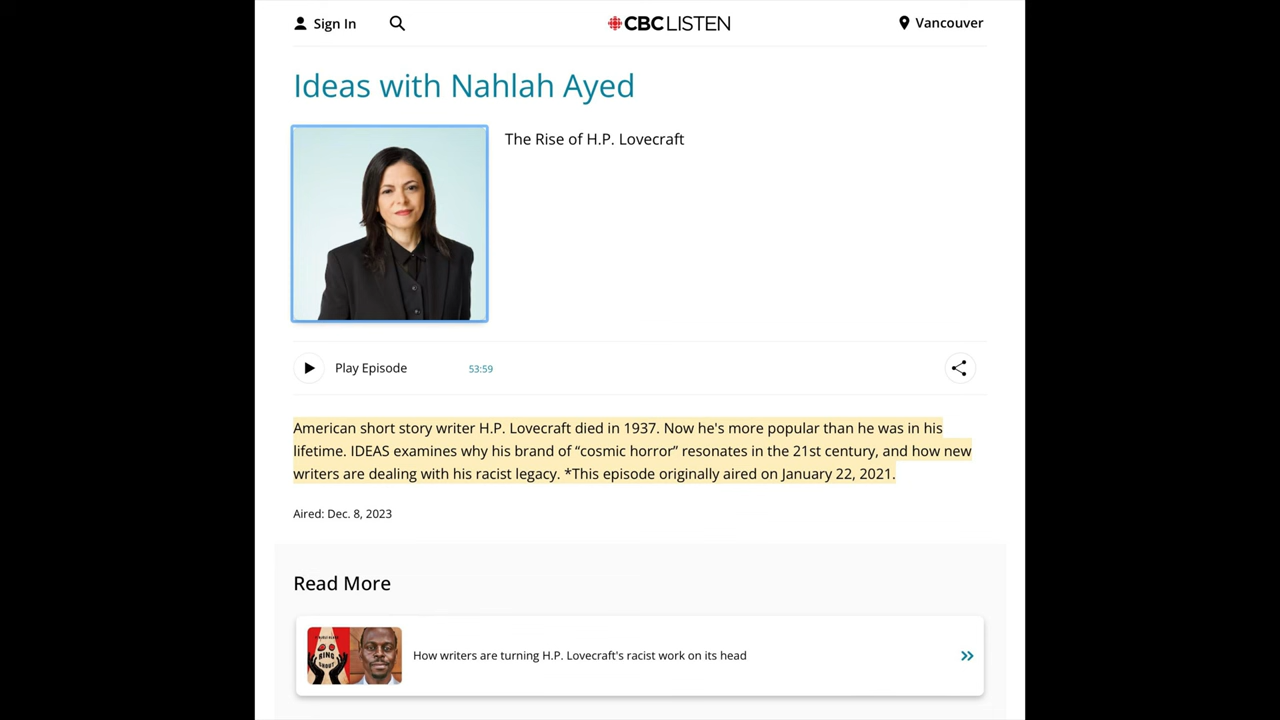 Sign In
CBC LISTEN
Vancouver
Ideas with Nahlah Ayed
The Rise of H.P. Lovecraft
Play Episode
53:59
American short story writer H.P. Lovecraft died in 1937. Now he's more popular than he was in his
lifetime. IDEAS examines why his brand of “cosmic horror” resonates in the 21st century, and how new
writers are dealing with his racist legacy. *This episode originally aired on January 22, 2021.
Aired: Dec. 8, 2023
Read More
RING
SHOUT
How writers are turning H.P. Lovecraft's racist work on its head